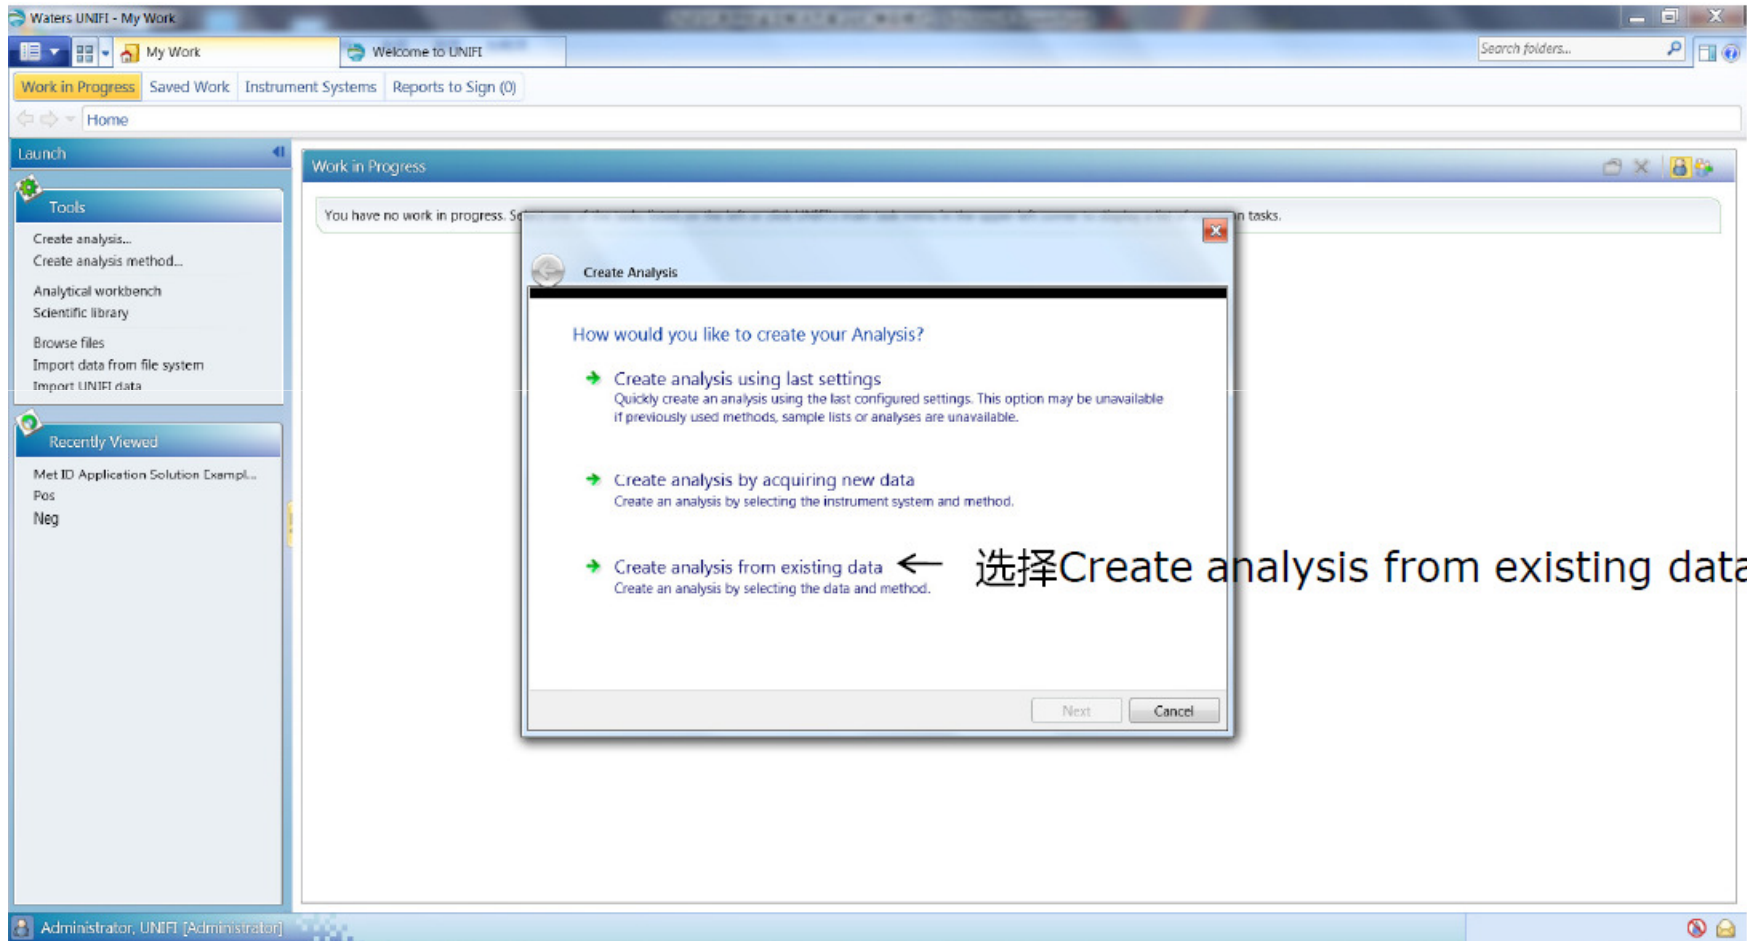 Waters UNIFI - My Work
My Work
Welcome to UNIFI
Search folders...
Work in Progress
Saved Work
Instrument Systems
Reports to Sign (0)
Home
Launch
Tools
Create analysis...
Create analysis method...
Analytical workbench
Scientific library
Browse files
Import data from file system
Import UNIFI data
Recently Viewed
Met ID Application Solution Exampl...
Pos
Neg
Work in Progress
You have no work in progress. tasks.
Create Analysis
How would you like to create your Analysis?
Create analysis using last settings
Quickly create an analysis using the last configured settings. This option may be unavailable
if previously used methods, sample lists or analyses are unavailable.
Create analysis by acquiring new data
Create an analysis by selecting the instrument system and method.
Create analysis from existing data ← 选择Create analysis from existing data
Create an analysis by selecting the data and method.
Next
Cancel
Administrator, UNIFI [Administrator]